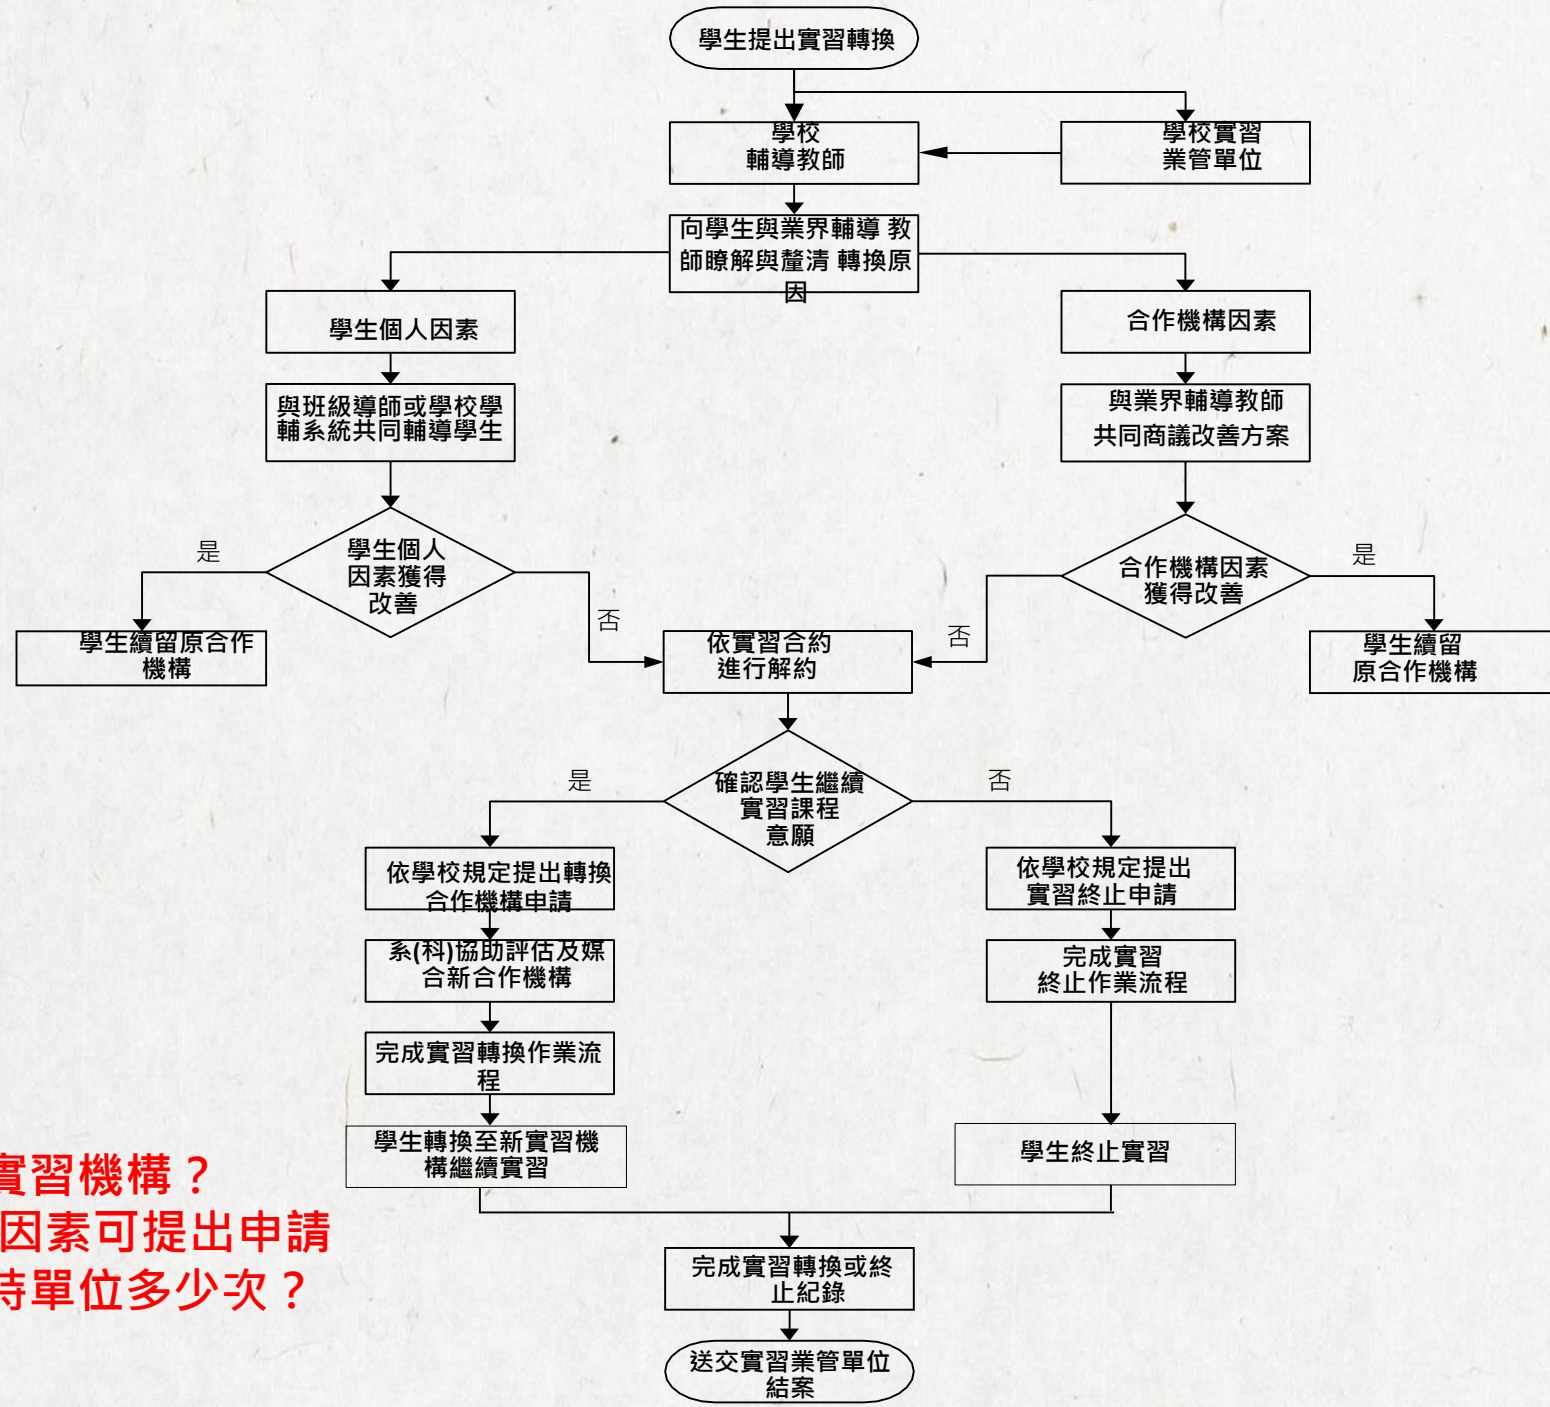 學生提出實習轉換
學校
輔導教師
學校實習
業管單位
向學生與業界輔導 教
師瞭解與釐清 轉換原
因
學生個人因素
合作機構因素
與班級導師或學校學
輔系統共同輔導學生
與業界輔導教師
共同商議改善方案
學生個人
因素獲得
改善
是
否
合作機構因素
獲得改善
否
是
學生續留原合作
機構
依實習合約
進行解約
學生續留
原合作機構
確認學生繼續
實習課程
意願
是
否
依學校規定提出轉換
合作機構申請
依學校規定提出
實習終止申請
系(科)協助評估及媒
合新合作機構
完成實習
終止作業流程
完成實習轉換作業流
程
學生轉換至新實習機
構繼續實習
學生終止實習
實習機構？
因素可提出申請
待單位多少次？
完成實習轉換或終
止紀錄
送交實習業管單位
結案